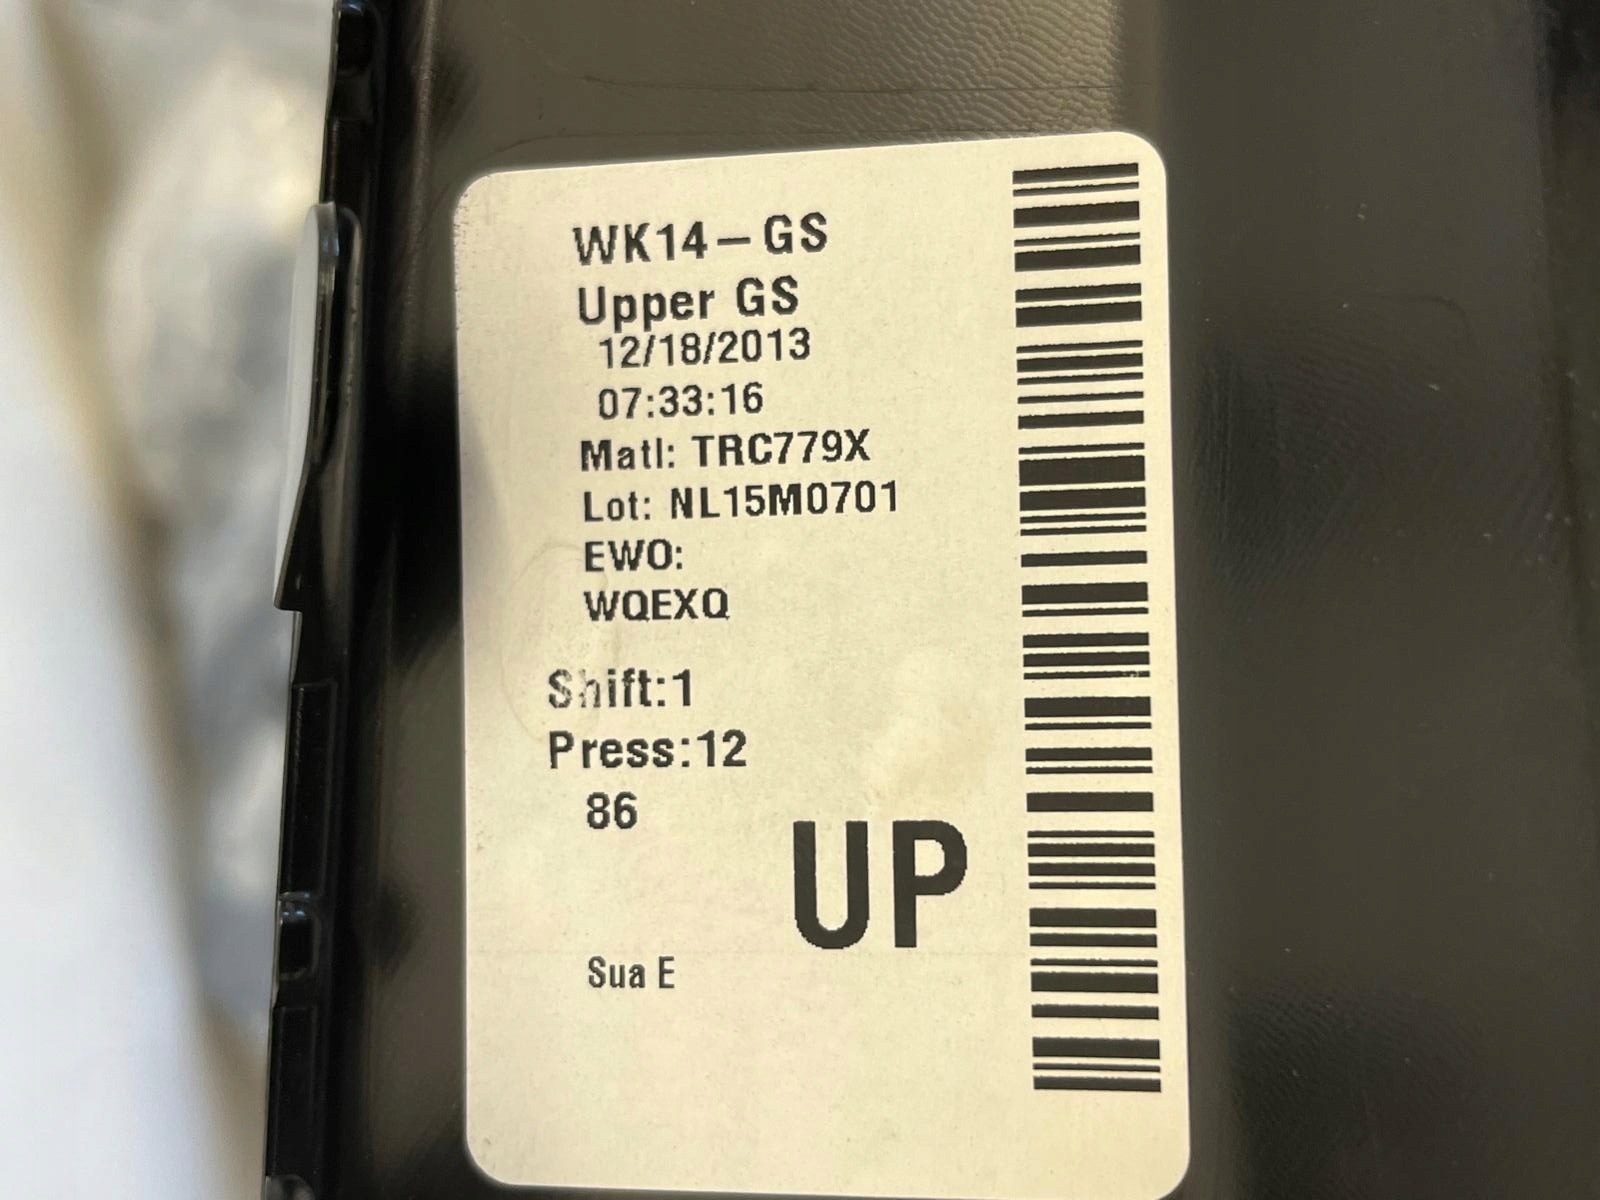 WK14-GS
Upper GS
12/18/2013
07:33:16
Matl: TRC779X
Lot: NL15M0701
EWO:
WQEXQ
Shift:1
Press:12
86
UP
Sua E